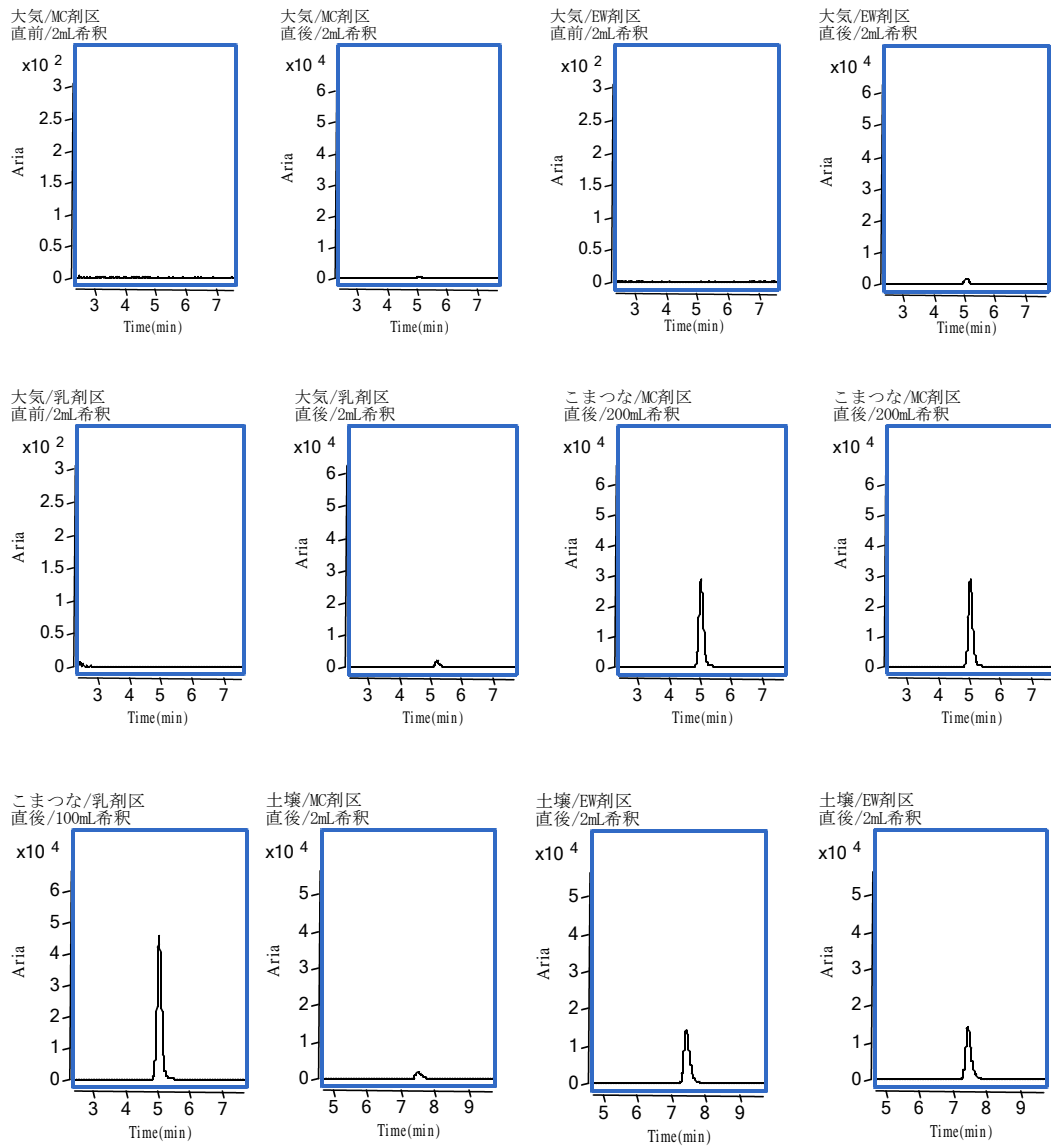 大気/MC剤区
直前/2mL希釈
x10 2
3
2.5
2
1.5
1
0.5
0
Aria
3 4 5 6 7
Time(min)
大気/MC剤区
直後/2mL希釈
x10 4
6
5
4
3
2
1
0
Aria
3 4 5 6 7
Time(min)
大気/EW剤区
直前/2mL希釈
x10 2
3
2.5
2
1.5
1
0.5
0
Aria
3 4 5 6 7
Time(min)
大気/EW剤区
直後/2mL希釈
x10 4
6
5
4
3
2
1
0
Aria
3 4 5 6 7
Time(min)
大気/乳剤区
直前/2mL希釈
x10 2
3
2.5
2
1.5
1
0.5
0
Aria
3 4 5 6 7
Time(min)
大気/乳剤区
直後/2mL希釈
x10 4
6
5
4
3
2
1
0
Aria
3 4 5 6 7
Time(min)
こまつな/MC剤区
直後/200mL希釈
x10 4
6
5
4
3
2
1
0
Aria
3 4 5 6 7
Time(min)
こまつな/MC剤区
直後/200mL希釈
x10 4
6
5
4
3
2
1
0
Aria
3 4 5 6 7
Time(min)
こまつな/乳剤区
直後/100mL希釈
x10 4
6
5
4
3
2
1
0
Aria
3 4 5 6 7
Time(min)
土壌/MC剤区
直後/2mL希釈
x10 4
5
4
3
2
1
0
Aria
5 6 7 8 9
Time(min)
土壌/EW剤区
直後/2mL希釈
x10 4
5
4
3
2
1
0
Aria
5 6 7 8 9
Time(min)
土壌/EW剤区
直後/2mL希釈
x10 4
5
4
3
2
1
0
Aria
5 6 7 8 9
Time(min)